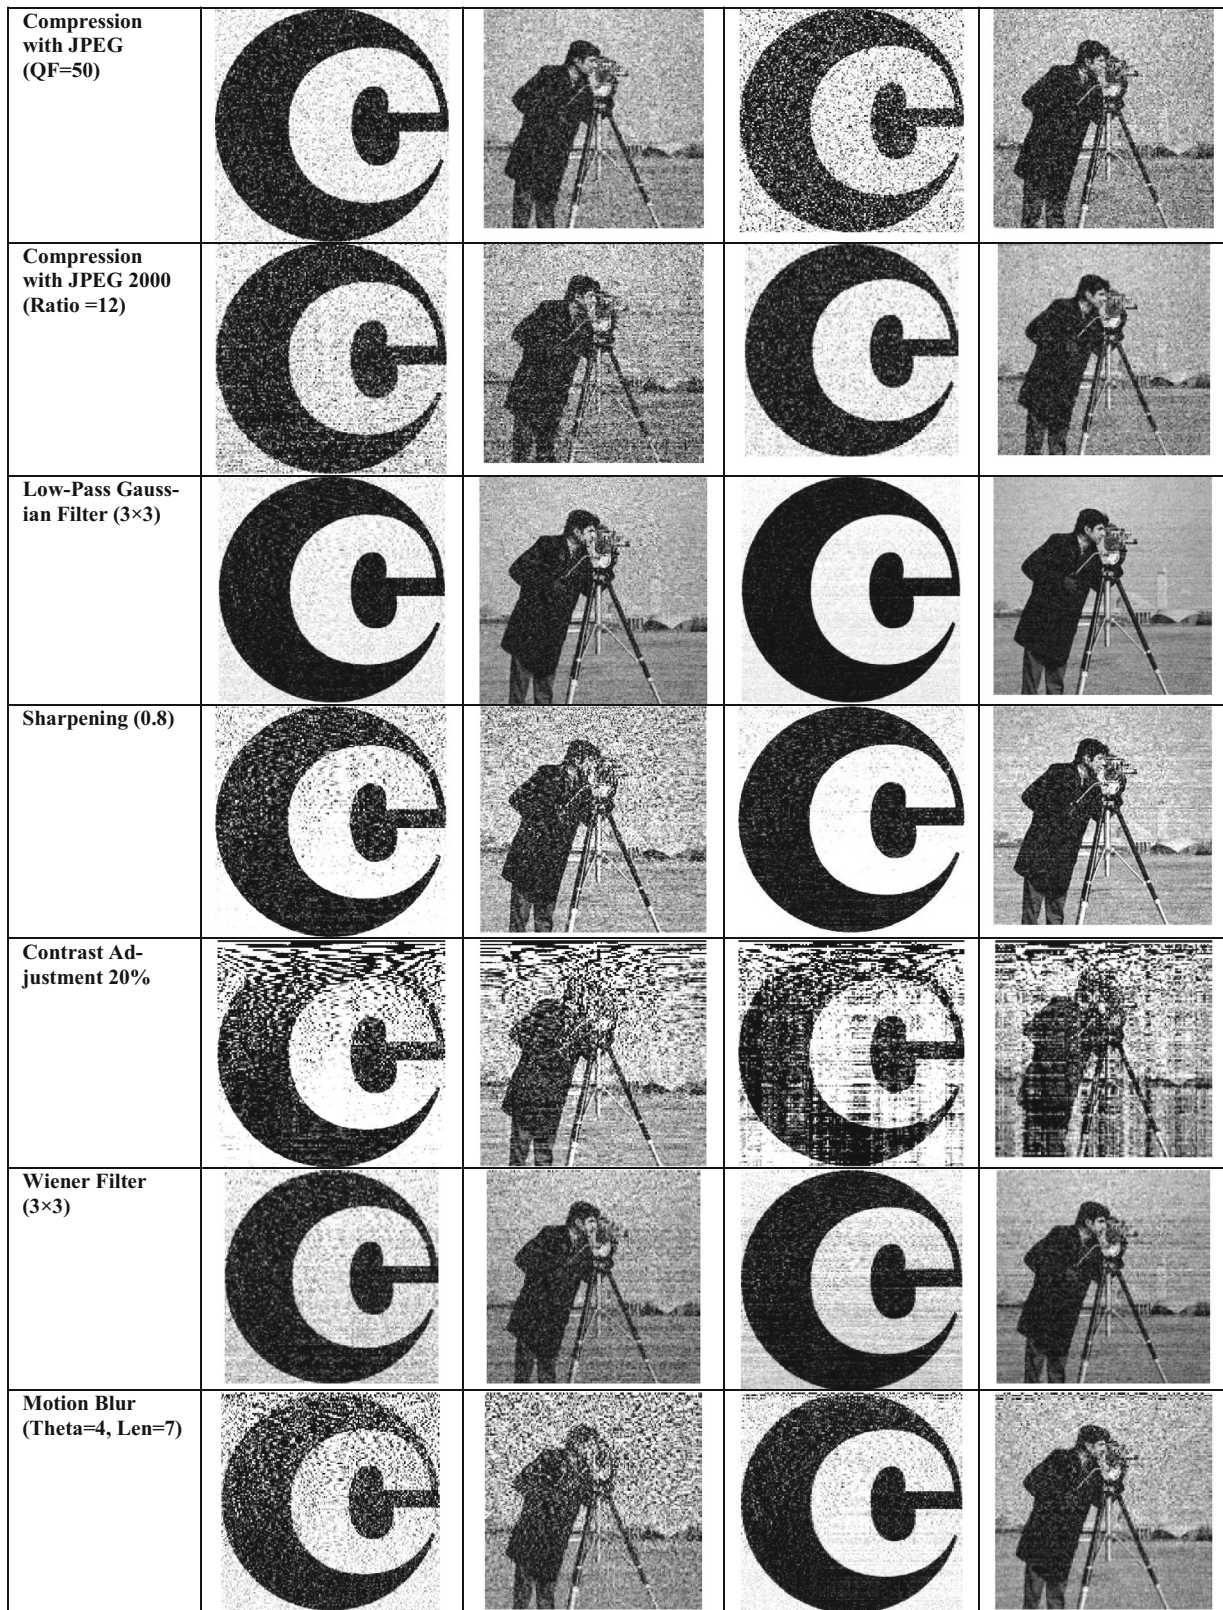 Compression
with JPEG
(QF=50)
Compression
with JPEG 2000
(Ratio =12)
Low-Pass Gauss-
ian Filter (3×3)
Sharpening (0.8)
Contrast Ad-
justment 20%
Wiener Filter
(3×3)
Motion Blur
(Theta=4, Len=7)